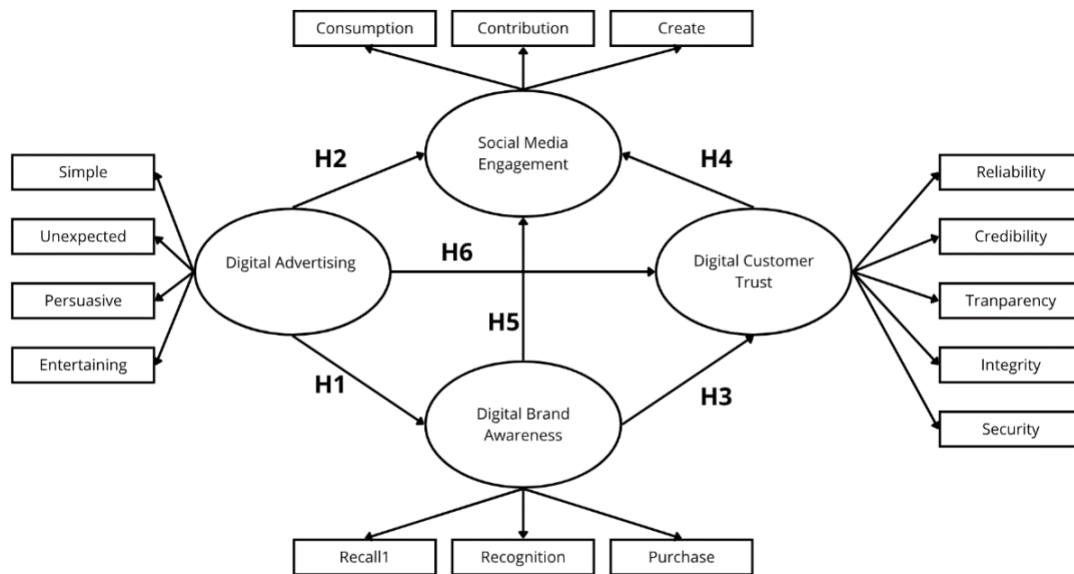 Consumption
Contribution
Create
Social Media
Engagement
H2
H4
Simple
Unexpected
Persuasive
Entertaining
Digital Advertising
H6
Digital Customer
Trust
Reliability
Credibility
Tranparency
Integrity
Security
H5
H1
H3
Digital Brand
Awareness
Recall1
Recognition
Purchase